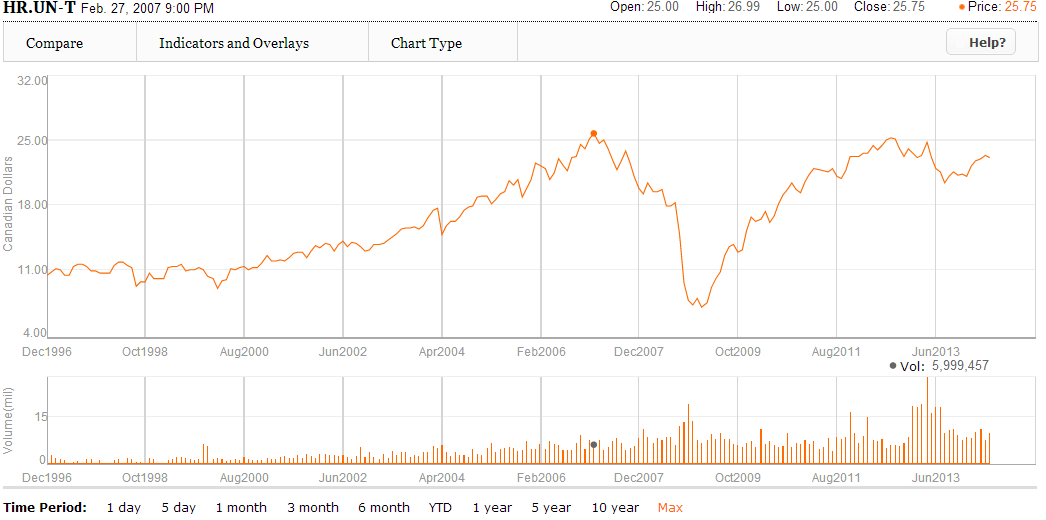 HR.UN-T Feb. 27, 2007 9:00 PM Open: 25.00 High: 26.99 Low: 25.00 Close: 25.75 Price: 25.75
Compare Indicators and Overlays Chart Type Help?
32.00
25.00
18.00
11.00
4.00
Canadian Dollars
Dec1996 Oct1998 Aug2000 Jun2002 Apr2004 Feb2006 Dec2007 Oct2009 Aug2011 Jun2013
Vol: 5,999,457
15
0
Volume(mil)
Dec1996 Oct1998 Aug2000 Jun2002 Apr2004 Feb2006 Dec2007 Oct2009 Aug2011 Jun2013
Time Period: 1 day 5 day 1 month 3 month 6 month YTD 1 year 5 year 10 year Max